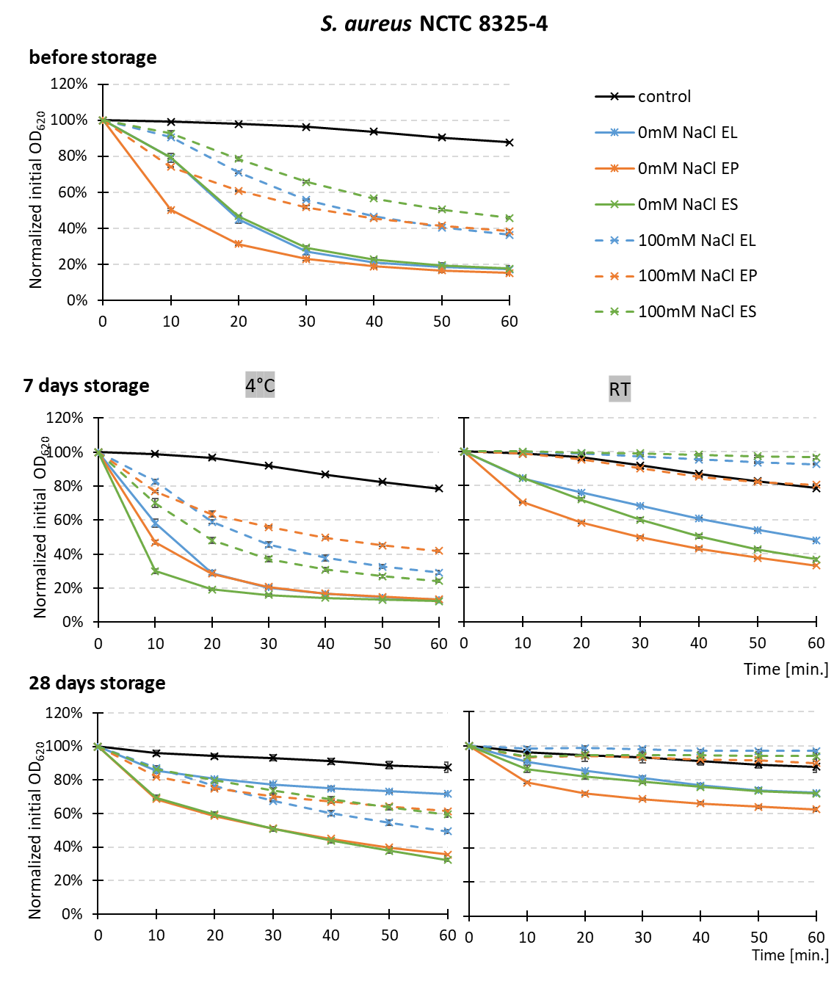 S. aureus NCTC 8325-4
before storage
Normalized initial OD620
120%
100%
80%
60%
40%
20%
0%
0 10 20 30 40 50 60
control
0mM NaCl EL
0mM NaCl EP
0mM NaCl ES
100mM NaCl EL
100mM NaCl EP
100mM NaCl ES
7 days storage
4°C
RT
Normalized initial OD620
120%
100%
80%
60%
40%
20%
0%
0 10 20 30 40 50 60
0 10 20 30 40 50 60
Time [min.]
28 days storage
Normalized initial OD620
120%
100%
80%
60%
40%
20%
0%
0 10 20 30 40 50 60
0 10 20 30 40 50 60
Time [min.]